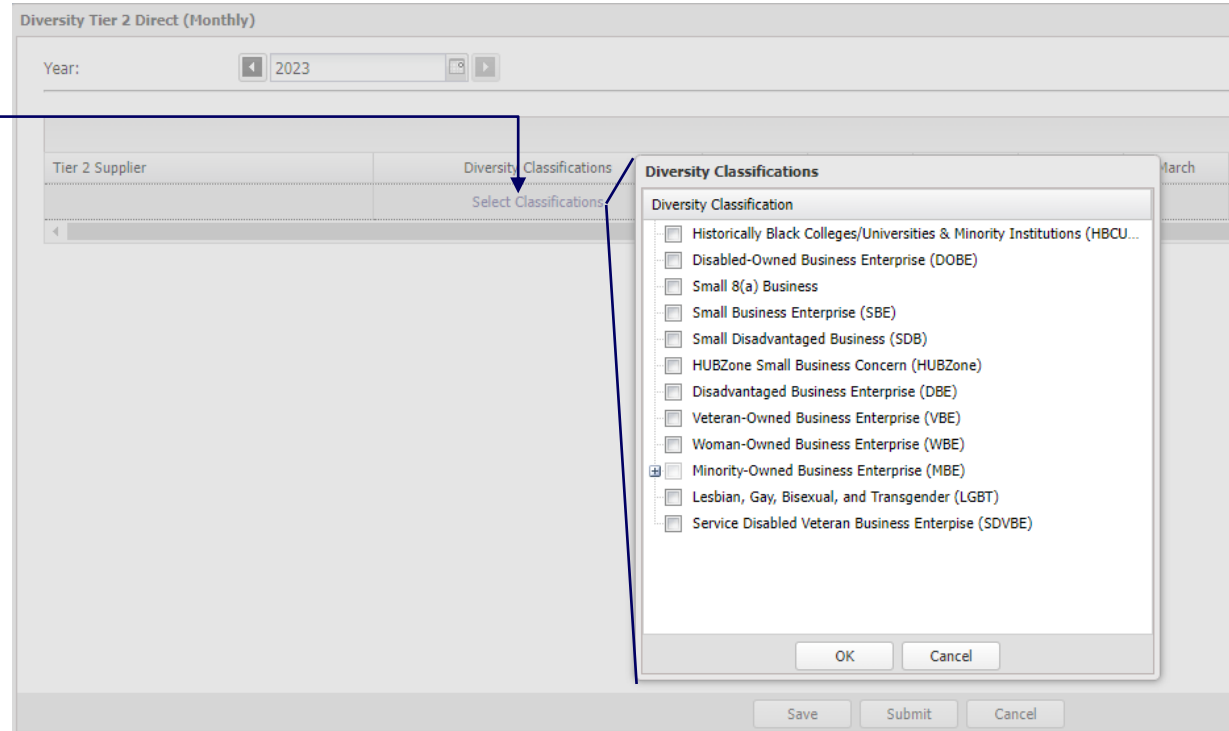 Diversity Tier 2 Direct (Monthly)
Year:
2023
Tier 2 Supplier
Diversity Classifications
March
Select Classifications
Diversity Classifications
Diversity Classification
Historically Black Colleges/Universities & Minority Institutions (HBCU...
Disabled-Owned Business Enterprise (DOBE)
Small 8(a) Business
Small Business Enterprise (SBE)
Small Disadvantaged Business (SDB)
HUBZone Small Business Concern (HUBZone)
Disadvantaged Business Enterprise (DBE)
Veteran-Owned Business Enterprise (VBE)
Woman-Owned Business Enterprise (WBE)
Minority-Owned Business Enterprise (MBE)
Lesbian, Gay, Bisexual, and Transgender (LGBT)
Service Disabled Veteran Business Enterpise (SDVBE)
OK Cancel
Save Submit Cancel